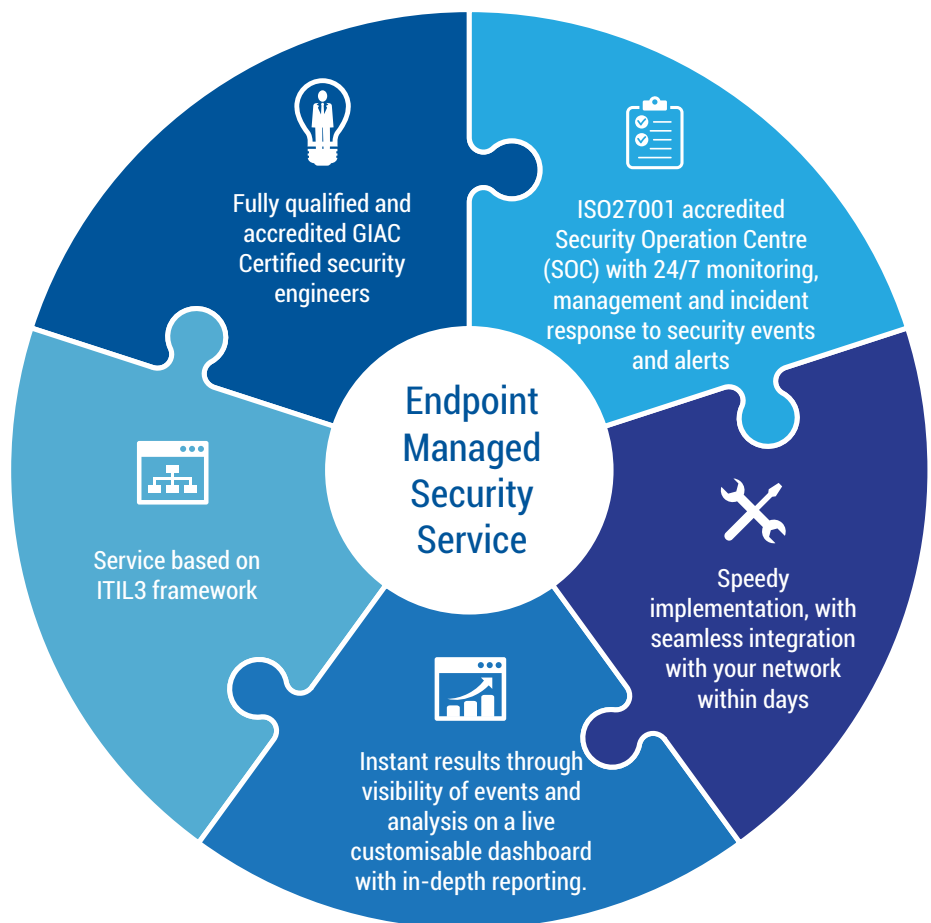 Fully qualified and
accredited GIAC
Certified security
engineers
ISO27001 accredited
Security Operation Centre
(SOC) with 24/7 monitoring,
management and incident
response to security events
and alerts
Endpoint
Managed
Security
Service
Service based on
ITIL3 framework
Speedy
implementation, with
seamless integration
with your network
within days
Instant results through
visibility of events and
analysis on a live
customisable dashboard
with in-depth reporting.